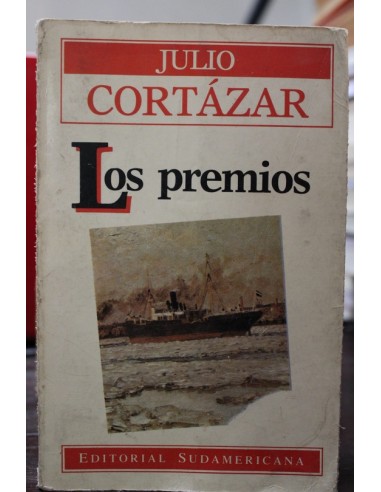 JULIO
CORTÁZAR
Los premios
EDITORIAL SUDAMERICANA